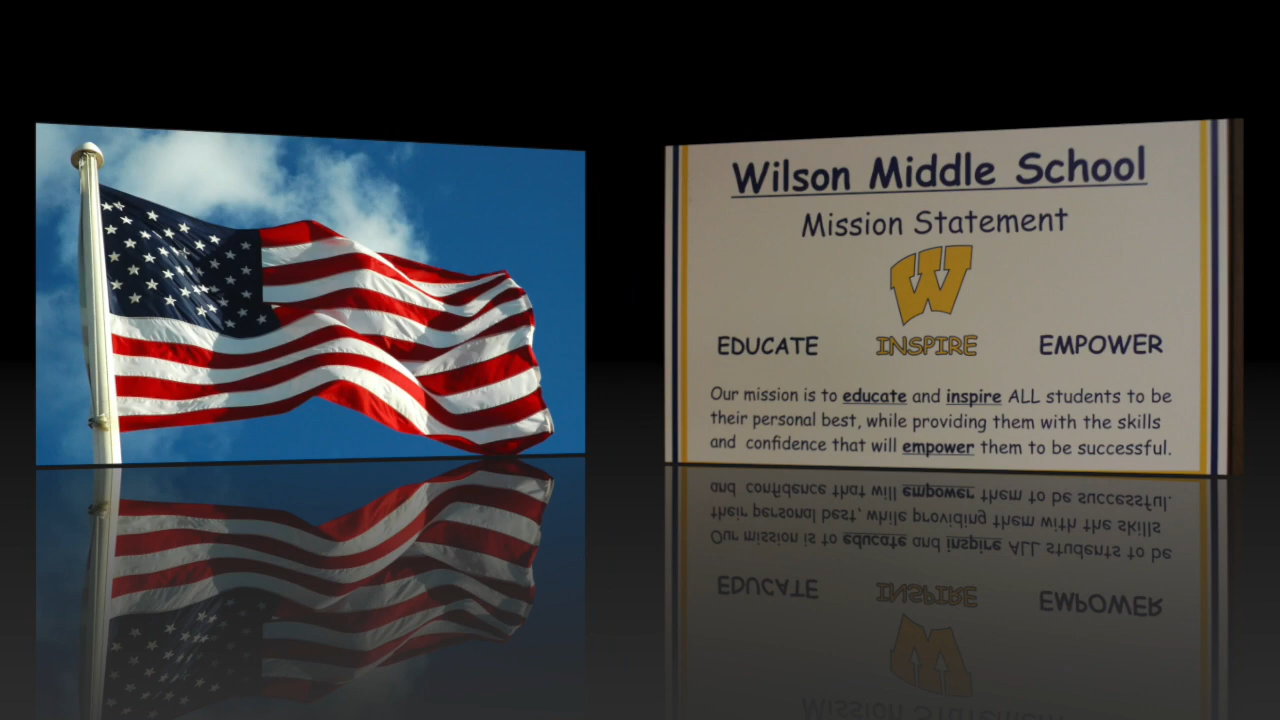 Wilson Middle School
Mission Statement
W
EDUCATE INSPIRE EMPOWER
Our mission is to educate and inspire ALL students to be
their personal best, while providing them with the skills
and confidence that will empower them to be successful.